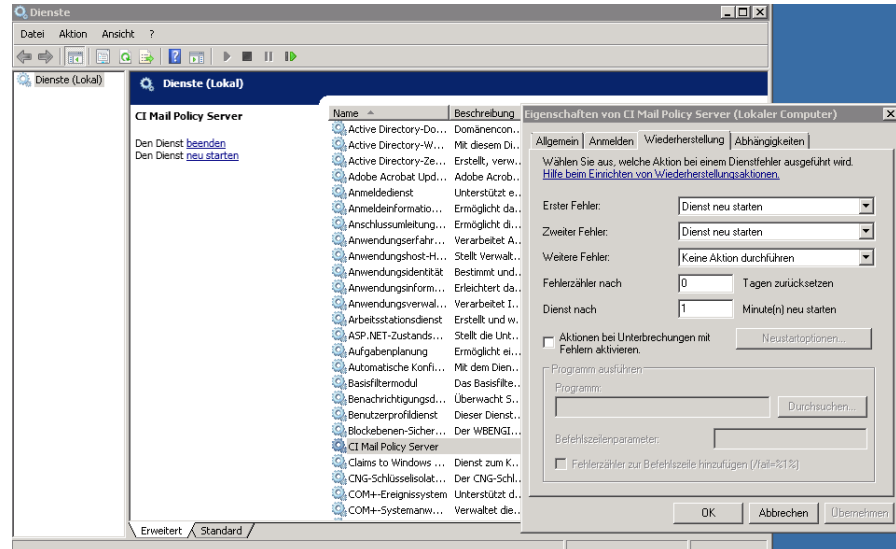 Dienste
Datei Aktion Ansicht ?
Dienste (Lokal)
Dienste (Lokal)
CI Mail Policy Server
Den Dienst beenden
Den Dienst neu starten
Name Beschreibung
Active Directory-Do... Domänencon...
Active Directory-W... Mit diesem Di...
Active Directory-Ze... Erstellt, verw...
Adobe Acrobat Upd... Adobe Acrob...
Anmeldedienst Unterstützt e...
Anmeldeinformatio... Ermöglicht da...
Anschlussumleitung... Ermöglicht di...
Anwendungserfahr... Verarbeitet A...
Anwendungshost-H... Stellt Verwalt...
Anwendungsidentität Bestimmt und...
Anwendungsinform... Erleichtert da...
Anwendungsverwal... Verarbeitet I...
Arbeitsstationsdienst Erstellt und w...
ASP.NET-Zustands... Stellt die Unt...
Aufgabenplanung Ermöglicht ei...
Automatische Konfi... Mit dem Dien...
Basisfiltermodul Das Basisfilte...
Benachrichtigungsd... Überwacht S...
Benutzerprofildienst Dieser Dienst...
Blockebenen-Sicher... Der WBENGI...
CI Mail Policy Server
Claims to Windows ... Dienst zum K...
CNG-Schlüsselisolat... Der CNG-Schl...
COM+-Ereignissystem Unterstützt d...
COM+-Systemanw... Verwaltet die...
Erweitert Standard
Eigenschaften von CI Mail Policy Server (Lokaler Computer)
Allgemein Anmelden Wiederherstellung Abhängigkeiten
Wählen Sie aus, welche Aktion bei einem Dienstfehler ausgeführt wird.
Hilfe beim Einrichten von Wiederherstellungsaktionen.
Erster Fehler: Dienst neu starten
Zweiter Fehler: Dienst neu starten
Weitere Fehler: Keine Aktion durchführen
Fehlerzähler nach 0 Tagen zurücksetzen
Dienst nach 1 Minute(n) neu starten
Aktionen bei Unterbrechungen mit
Fehlern aktivieren.
Neustartoptionen...
Programm ausführen
Programm:
Durchsuchen...
Befehlszeilenparameter:
Fehlerzähler zur Befehlszeile hinzufügen (/fail=%1%)
OK Abbrechen Übernehmen